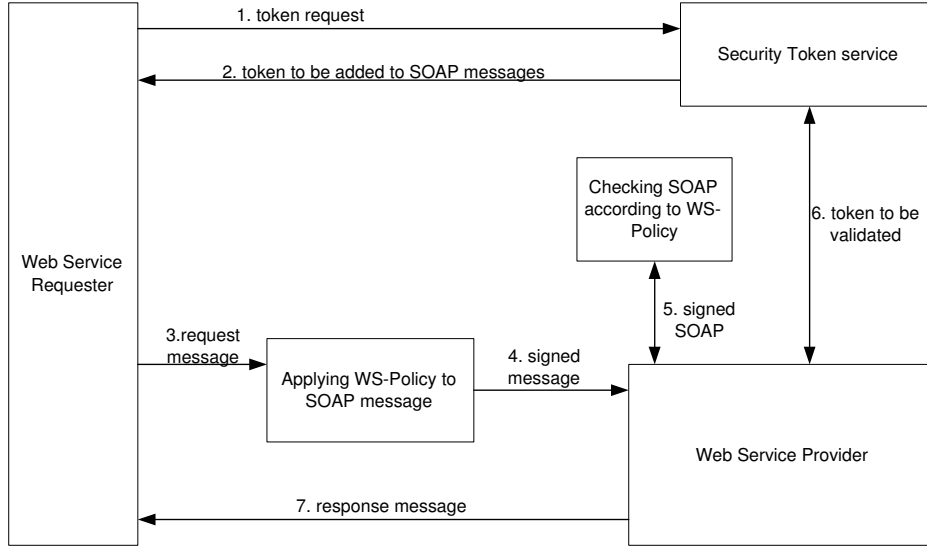 1. token request
Security Token service
2. token to be added to SOAP messages
Checking SOAP
according to WS-
Policy
6. token to be
validated
Web Service
Requester
5. signed
SOAP
3.request
message
4. signed
message
Applying WS-Policy to
SOAP message
Web Service Provider
7. response message